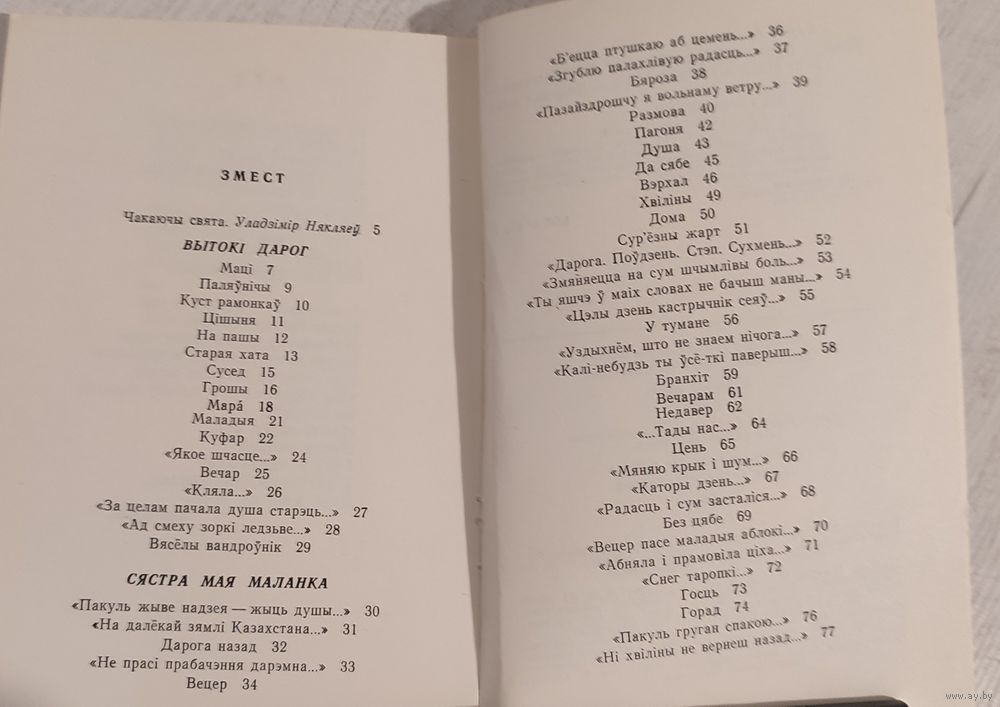 ЗМЕСТ
Чакаючы свята. Уладзімір Някляеў 5
ВЫТОКІ ДАРОГ
Маці 7
Паляўнічы 9
Куст рамонкаў 10
Цішыня 11
На пашы 12
Старая хата 13
Сусед 15
Грошы 16
Мара́ 18
Маладыя 21
Куфар 22
«Якое шчасце...» 24
Вечар 25
«Кляла...» 26
«За целам пачала душа старэць...» 27
«Ад смеху зоркі ледзьве...» 28
Вясёлы вандроўнік 29
СЯСТРА МАЯ МАЛАНКА
«Пакуль жыве надзея — жыць душы...» 30
«На далёкай зямлі Казахстана...» 31
Дарога назад 32
«Не прасі прабачэння дарэмна...» 33
Вецер 34
«Б'ецца птушкаю аб цемень...» 36
«Згублю палахлівую радасць...» 37
Бяроза 38
«Пазайздрошчу я вольнаму ветру...» 39
Размова 40
Пагоня 42
Душа 43
Да сябе 45
Вэрхал 46
Хвіліны 49
Дома 50
Сур'ёзны жарт 51
«Дарога. Поўдзень. Стэп. Сухмень...» 52
«Змяняецца на сум шчымлівы боль...» 53
«Ты яшчэ ў маіх словах не бачыш маны...» 54
«Цэлы дзень кастрычнік сеяў...» 55
У тумане 56
«Уздыхнём, што не знаем нічога...» 57
«Калі-небудзь ты ўсё-ткі паверыш...» 58
Бранхіт 59
Вечарам 61
Недавер 62
«...Тады нас...» 64
Цень 65
«Мяняю крык і шум...» 66
«Каторы дзень...» 67
«Радасць і сум засталіся...» 68
Без цябе 69
«Вецер пасе маладыя аблокі...» 70
«Абняла і прамовіла ціха...» 71
«Снег таропкі...» 72
Госць 73
Горад 74
«Пакуль груган спакою...» 76
«Ні хвіліны не вернеш назад...» 77
www.ay.by